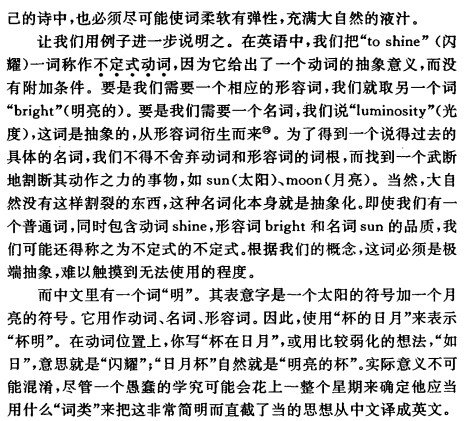 己的诗中,也必须尽可能使词柔软有弹性,充满大自然的液汁。
让我们用例子进一步说明之。在英语中,我们把“to shine”(闪
耀)一词称作不定式动词,因为它给出了一个动词的抽象意义,而没
有附加条件。要是我们需要一个相应的形容词,我们就取另一个词
“bright”(明亮的)。要是我们需要一个名词,我们说“luminosity”(光
度),这词是抽象的,从形容词衍生而来⑩。为了得到一个说得过去的
具体的名词,我们不得不舍弃动词和形容词的词根,而找到一个武断
地割断其动作之力的事物,如 sun(太阳)、moon(月亮)。当然,大自
然没有这样割裂的东西,这种名词化本身就是抽象化。即使我们有一
个普通词,同时包含动词 shine,形容词 bright 和名词 sun 的品质,我
们可能还得称之为不定式的不定式。根据我们的概念,这词必须是极
端抽象,难以触摸到无法使用的程度。
而中文里有一个词“明”。其表意字是一个太阳的符号加一个月
亮的符号。它用作动词、名词、形容词。因此,使用“杯的日月”来表示
“杯明”。在动词位置上,你写“杯在日月”,或用比较弱化的想法,“如
日”,意思就是“闪耀”;“日月杯”自然就是“明亮的杯”。实际意义不可
能混淆,尽管一个愚蠢的学究可能会花上一整个星期来确定他应当
用什么“词类”来把这非常简明而直截了当的思想从中文译成英文。